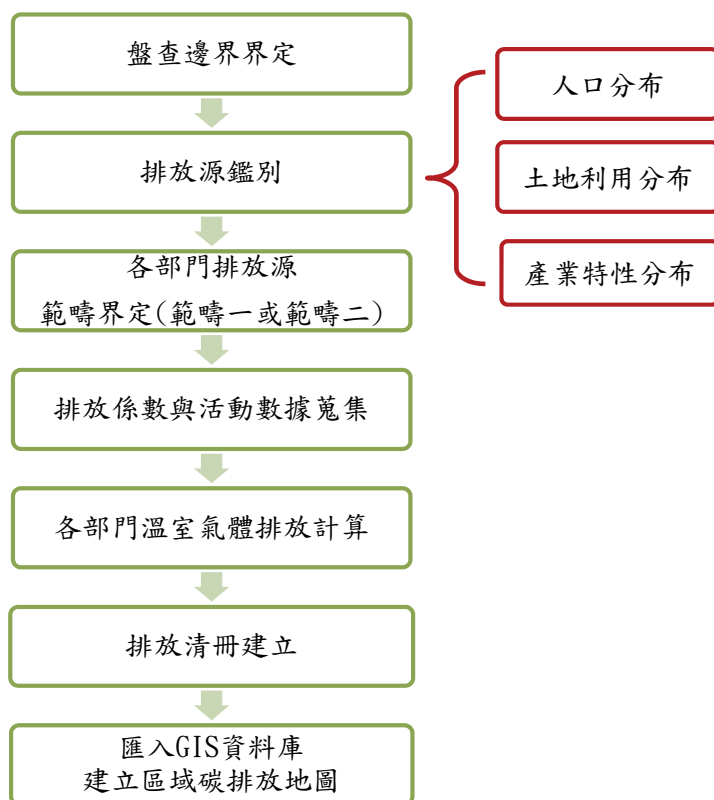 盤查邊界界定
排放源鑑別
人口分布
土地利用分布
產業特性分布
各部門排放源
範疇界定(範疇一或範疇二)
排放係數與活動數據蒐集
各部門溫室氣體排放計算
排放清冊建立
匯入GIS資料庫
建立區域碳排放地圖